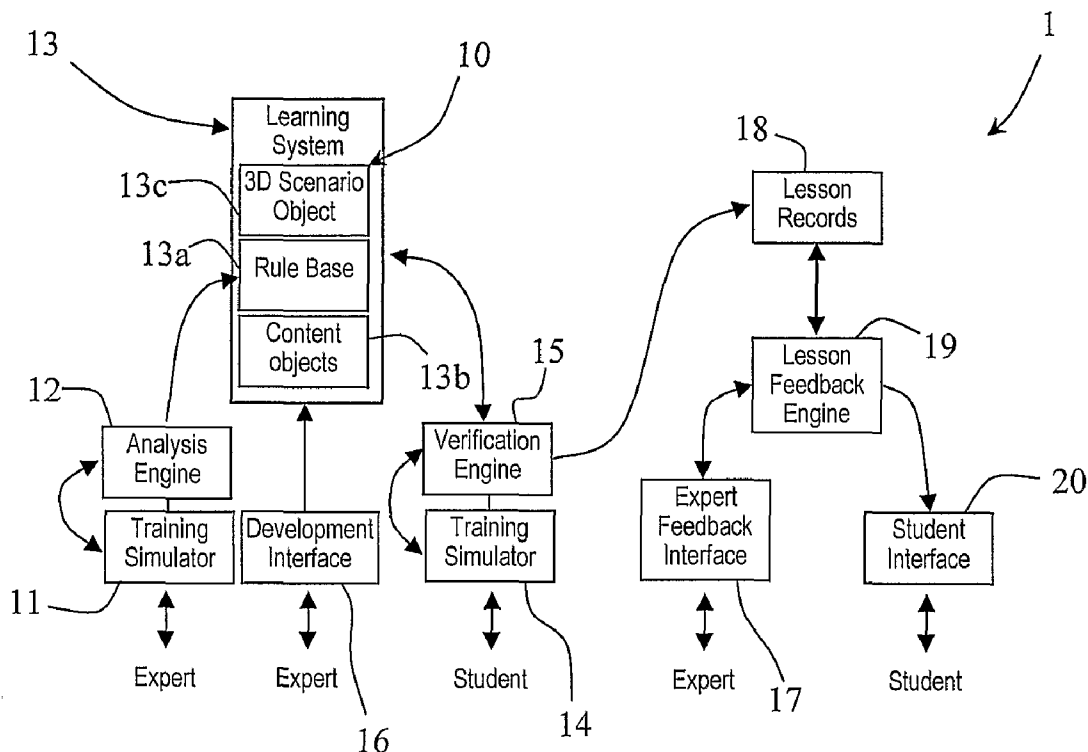 1
13
10
Learning
System
18
13c
3D Scenario
Object
Lesson
Records
13a
Rule Base
Content
objects
13b
15
19
12
Lesson
Feedback
Engine
Analysis
Engine
Verification
Engine
20
Training
Simulator
Development
Interface
Training
Simulator
Expert
Feedback
Interface
Student
Interface
11
Expert
Expert
Student
Expert
Student
16
14
17